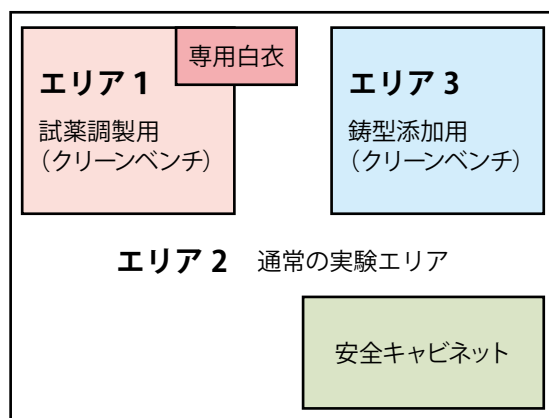 専用白衣
エリア 1
試薬調製用
（クリーンベンチ）
エリア 3
鋳型添加用
（クリーンベンチ）
エリア 2 通常の実験エリア
安全キャビネット